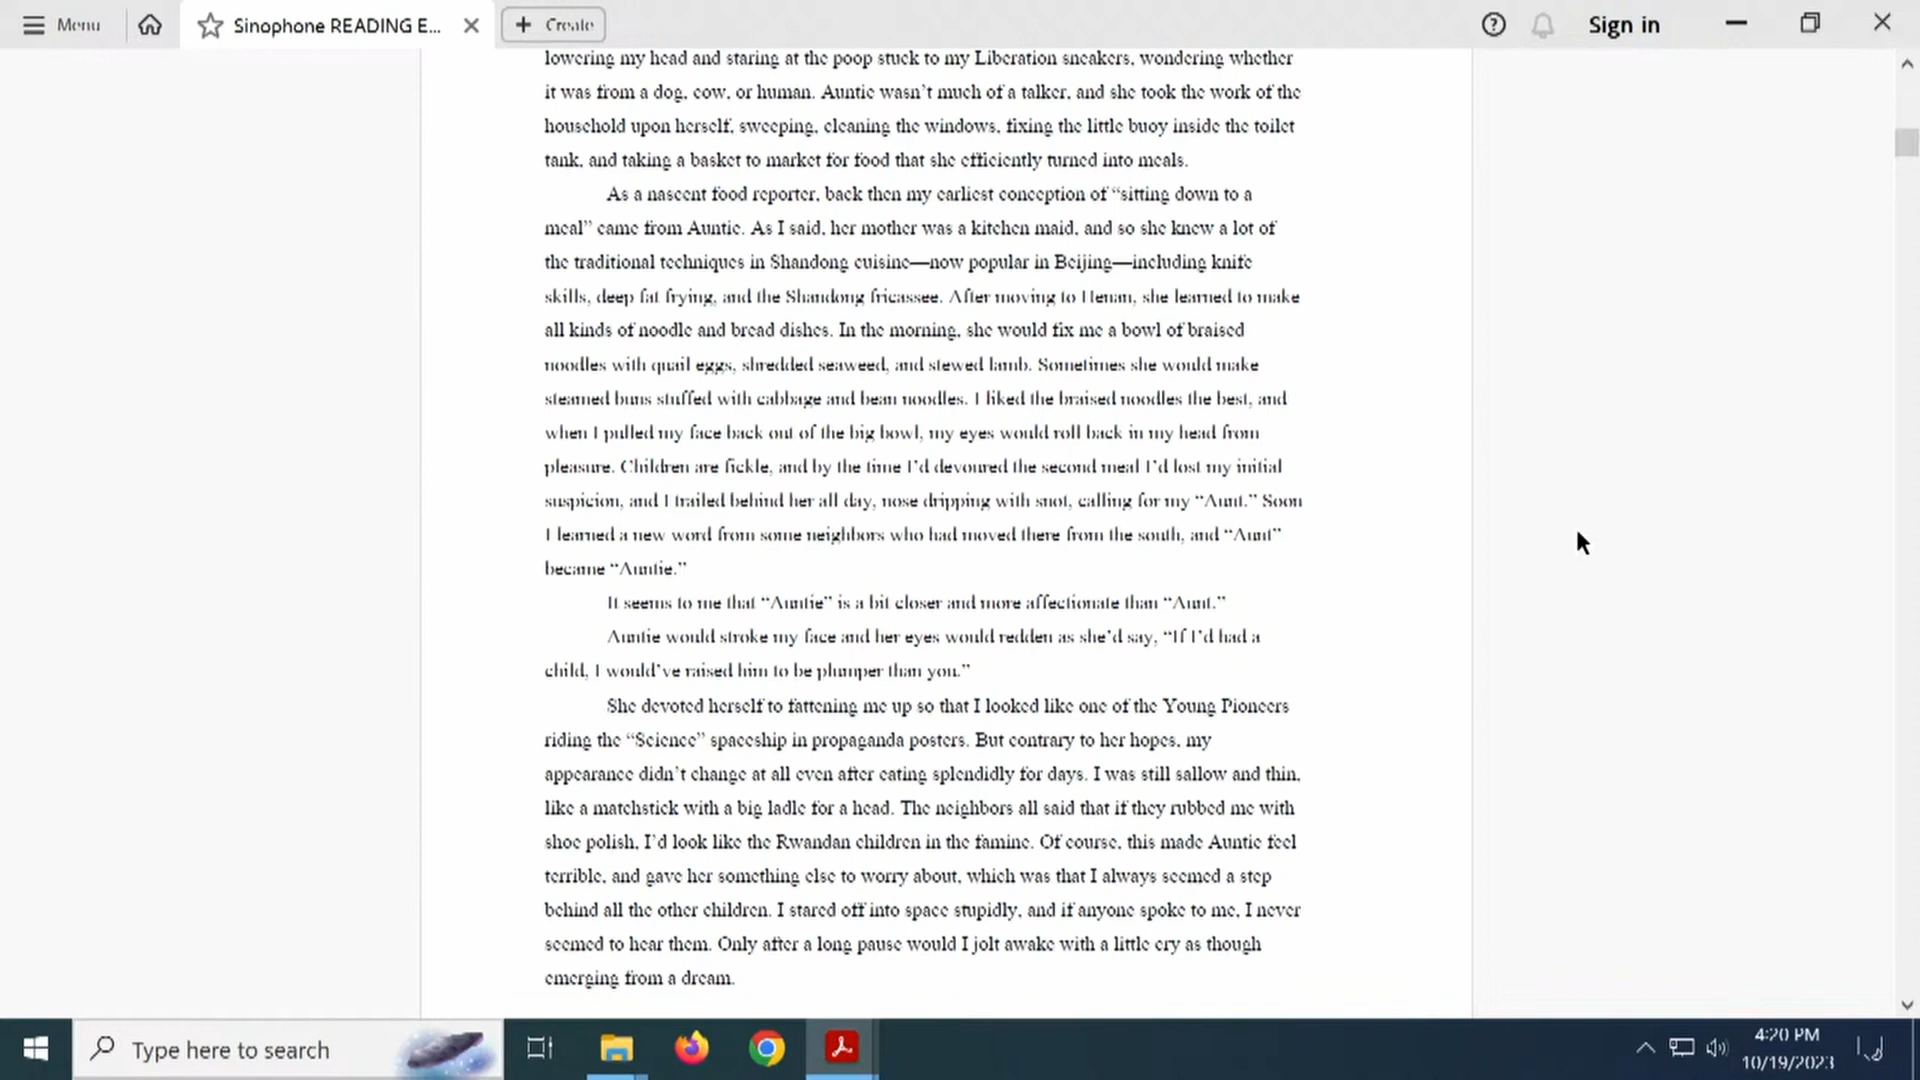 Menu
Sinophone READING E...
Create
Sign in
lowering my head and staring at the poop stuck to my Liberation sneakers, wondering whether
it was from a dog, cow, or human. Auntie wasn’t much of a talker, and she took the work of the
household upon herself, sweeping, cleaning the windows, fixing the little buoy inside the toilet
tank, and taking a basket to market for food that she efficiently turned into meals.
As a nascent food reporter, back then my earliest conception of “sitting down to a
meal” came from Auntie. As I said, her mother was a kitchen maid, and so she knew a lot of
the traditional techniques in Shandong cuisine—now popular in Beijing—including knife
skills, deep fat frying, and the Shandong fricassee. After moving to Henan, she learned to make
all kinds of noodle and bread dishes. In the morning, she would fix me a bowl of braised
noodles with quail eggs, shredded seaweed, and stewed lamb. Sometimes she would make
steamed buns stuffed with cabbage and bean noodles. I liked the braised noodles the best, and
when I pulled my face back out of the big bowl, my eyes would roll back in my head from
pleasure. Children are fickle, and by the time I’d devoured the second meal I’d lost my initial
suspicion, and I trailed behind her all day, nose dripping with snot, calling for my “Aunt.” Soon
I learned a new word from some neighbors who had moved there from the south, and “Aunt”
became “Auntie.”
It seems to me that “Auntie” is a bit closer and more affectionate than “Aunt.”
Auntie would stroke my face and her eyes would redden as she’d say, “If I’d had a
child, I would’ve raised him to be plumper than you.”
She devoted herself to fattening me up so that I looked like one of the Young Pioneers
riding the “Science” spaceship in propaganda posters. But contrary to her hopes, my
appearance didn’t change at all even after eating splendidly for days. I was still sallow and thin,
like a matchstick with a big ladle for a head. The neighbors all said that if they rubbed me with
shoe polish, I’d look like the Rwandan children in the famine. Of course, this made Auntie feel
terrible, and gave her something else to worry about, which was that I always seemed a step
behind all the other children. I stared off into space stupidly, and if anyone spoke to me, I never
seemed to hear them. Only after a long pause would I jolt awake with a little cry as though
emerging from a dream.
Type here to search
4:20 PM
10/19/2023